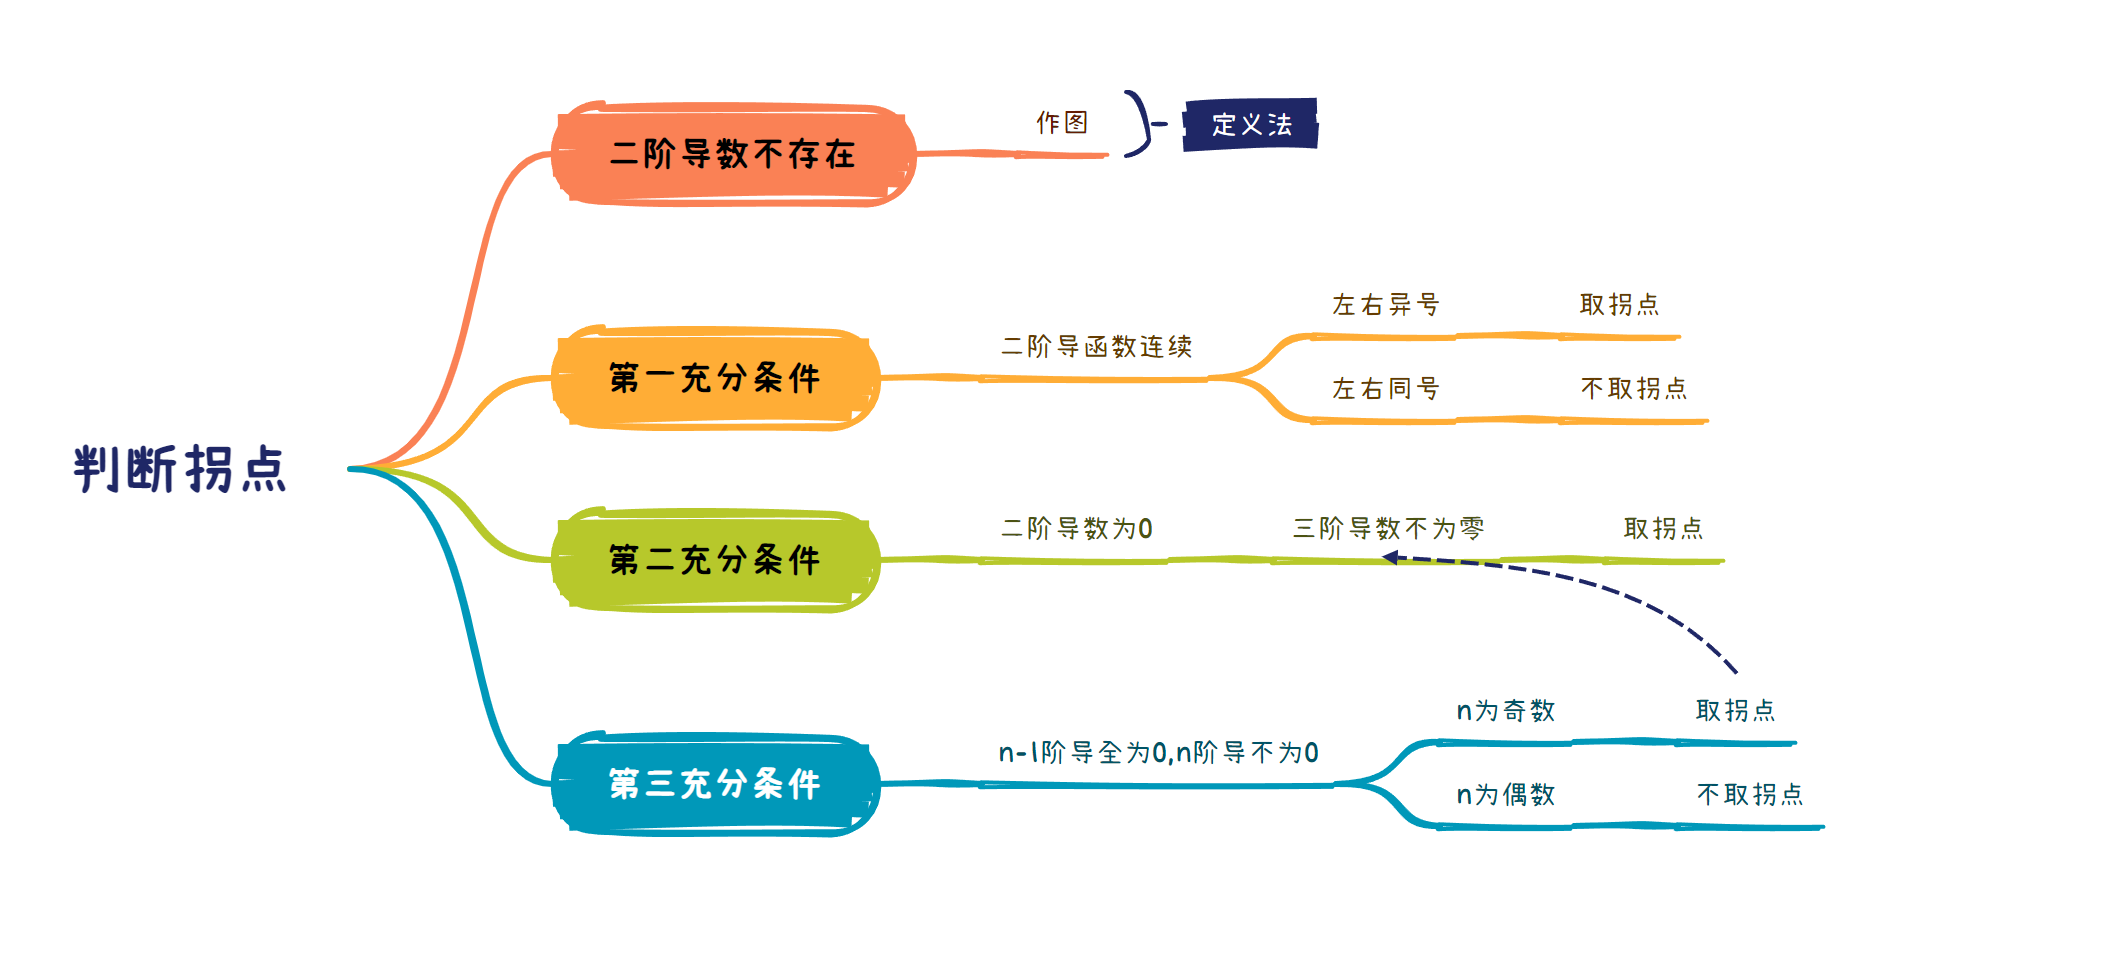 判断拐点
二阶导数不存在
作图
定义法
第一充分条件
二阶导函数连续
左右异号
取拐点
左右同号
不取拐点
第二充分条件
二阶导数为0
三阶导数不为零
取拐点
第三充分条件
n-1阶导全为0,n阶导不为0
n为奇数
取拐点
n为偶数
不取拐点